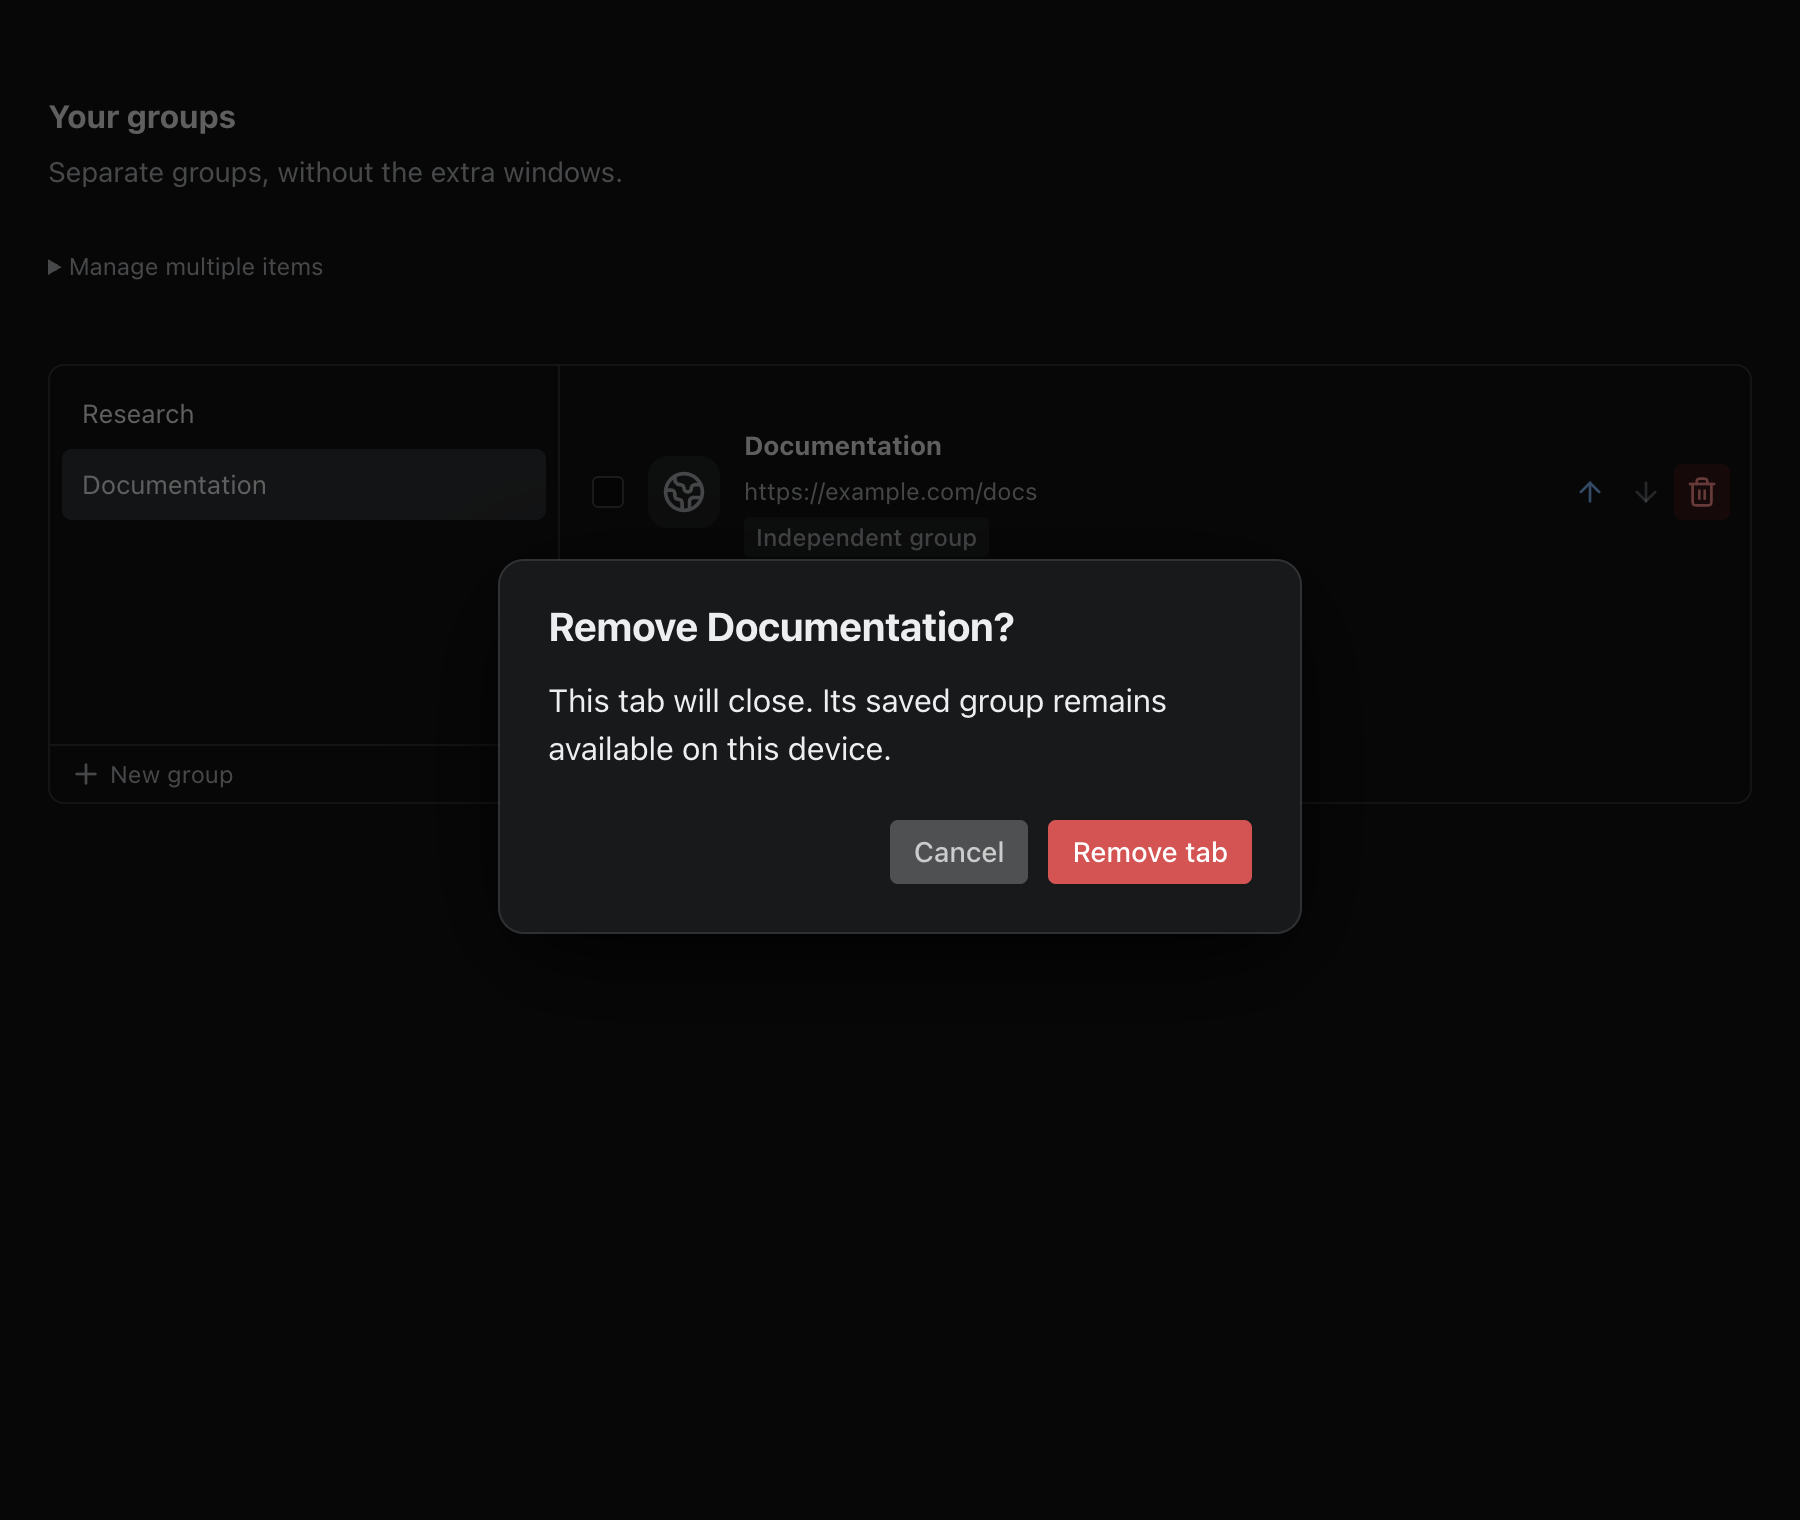 Your groups
Separate groups, without the extra windows.
Manage multiple items
Research
Documentation
New group
Documentation
https://example.com/docs
Independent group
Remove Documentation?
This tab will close. Its saved group remains
available on this device.
Cancel
Remove tab